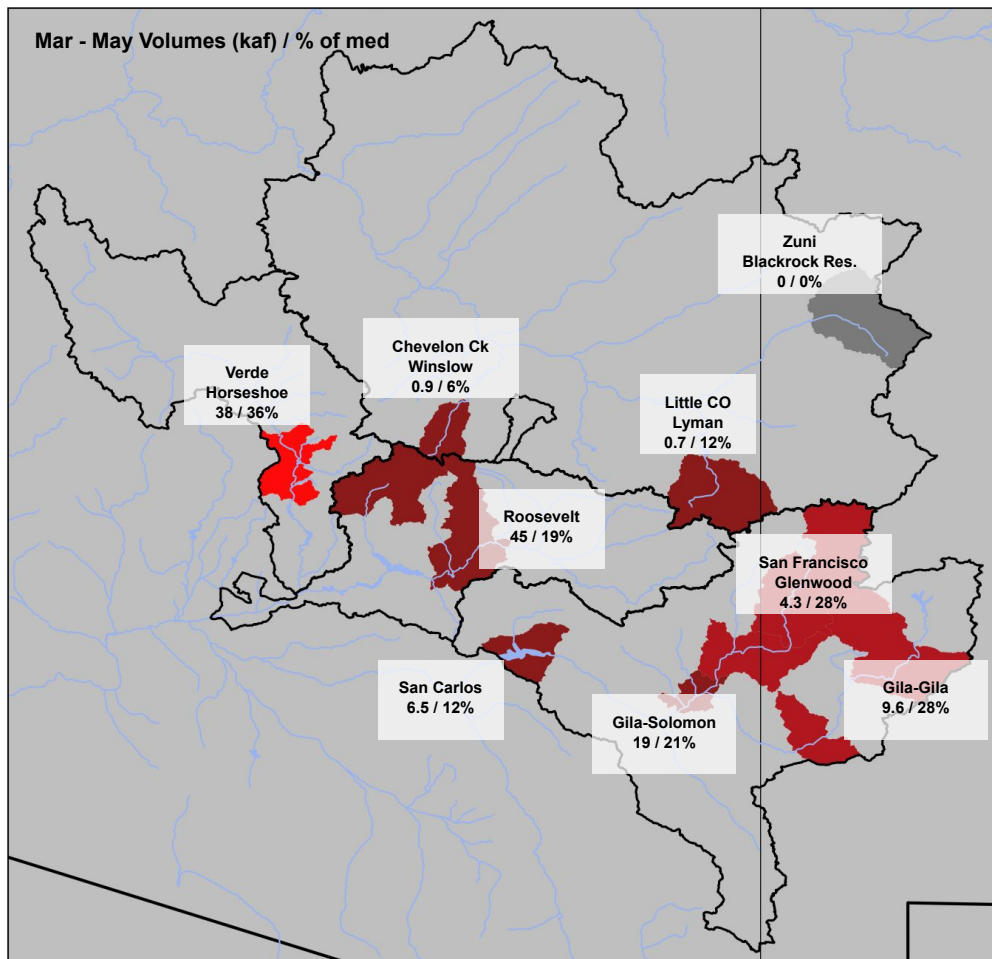 Mar - May Volumes (kaf) / % of med
Zuni
Blackrock Res.
0 / 0%
Chevelon Ck
Winslow
0.9 / 6%
Verde
Horseshoe
38 / 36%
Little CO
Lyman
0.7 / 12%
Roosevelt
45 / 19%
San Francisco
Glenwood
4.3 / 28%
San Carlos
6.5 / 12%
Gila-Gila
9.6 / 28%
Gila-Solomon
19 / 21%